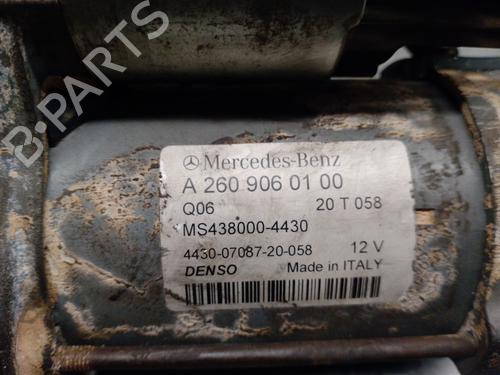 B-PARTS
Mercedes-Benz
A 260 906 01 00
Q06 20 T 058
MS438000-4430
4430-07087-20-058 12 V
DENSO Made in ITALY